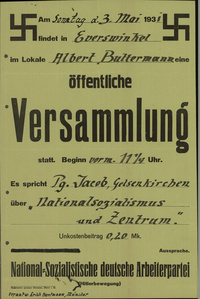 Am Sonntag d. 3. Mai 1931
findet in Everswinkel
im Lokale Albert Bultermann eine
öffentliche
Versammlung
statt. Beginn vorm. 11¼ Uhr.
Es spricht Pg. Jacob, Gelsenkirchen
über "Nationalsozialismus
und Zentrum".
Unkostenbeitrag 0,20 Mk.
Aussprache.
National-Sozialistische deutsche Arbeiterpartei
(Hitlerbewegung)